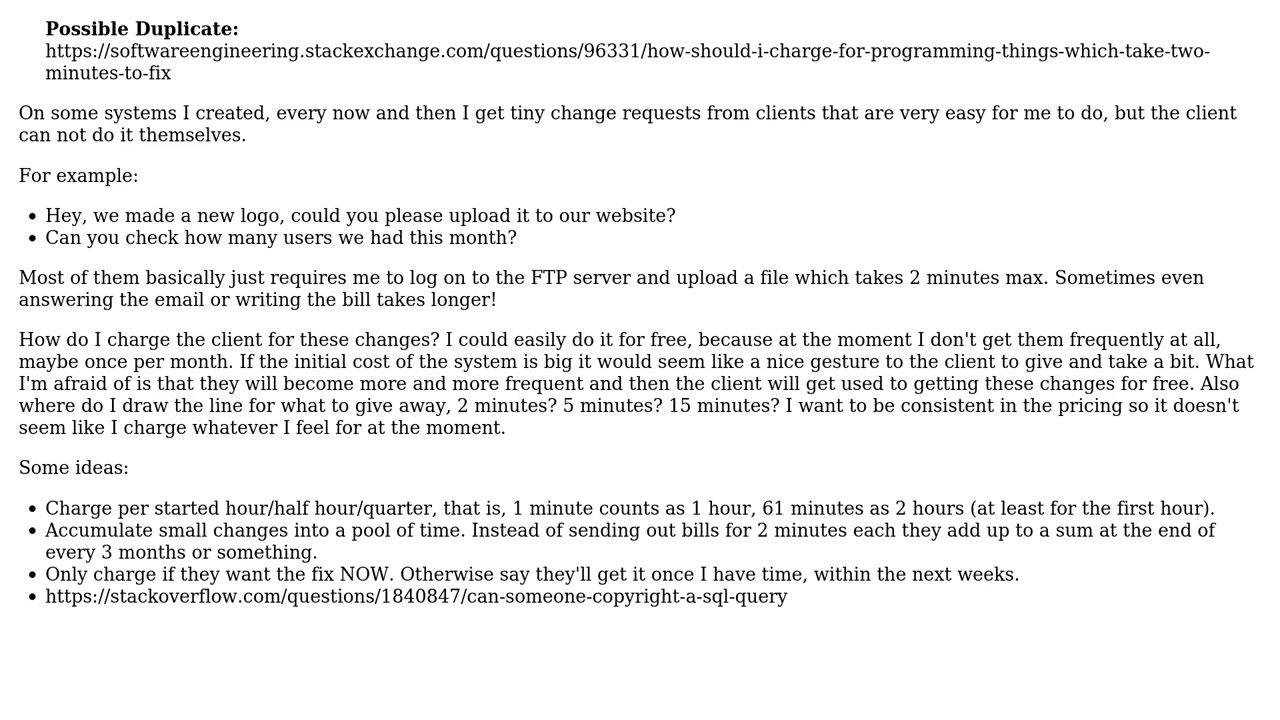 Possible Duplicate:
https://softwareengineering.stackexchange.com/questions/96331/how-should-i-charge-for-programming-things-which-take-two-
minutes-to-fix
On some systems I created, every now and then I get tiny change requests from clients that are very easy for me to do, but the client
can not do it themselves.
For example:
• Hey, we made a new logo, could you please upload it to our website?
• Can you check how many users we had this month?
Most of them basically just requires me to log on to the FTP server and upload a file which takes 2 minutes max. Sometimes even
answering the email or writing the bill takes longer!
How do I charge the client for these changes? I could easily do it for free, because at the moment I don't get them frequently at all,
maybe once per month. If the initial cost of the system is big it would seem like a nice gesture to the client to give and take a bit. What
I'm afraid of is that they will become more and more frequent and then the client will get used to getting these changes for free. Also
where do I draw the line for what to give away, 2 minutes? 5 minutes? 15 minutes? I want to be consistent in the pricing so it doesn't
seem like I charge whatever I feel for at the moment.
Some ideas:
• Charge per started hour/half hour/quarter, that is, 1 minute counts as 1 hour, 61 minutes as 2 hours (at least for the first hour).
• Accumulate small changes into a pool of time. Instead of sending out bills for 2 minutes each they add up to a sum at the end of
every 3 months or something.
• Only charge if they want the fix NOW. Otherwise say they'll get it once I have time, within the next weeks.
• https://stackoverflow.com/questions/1840847/can-someone-copyright-a-sql-query